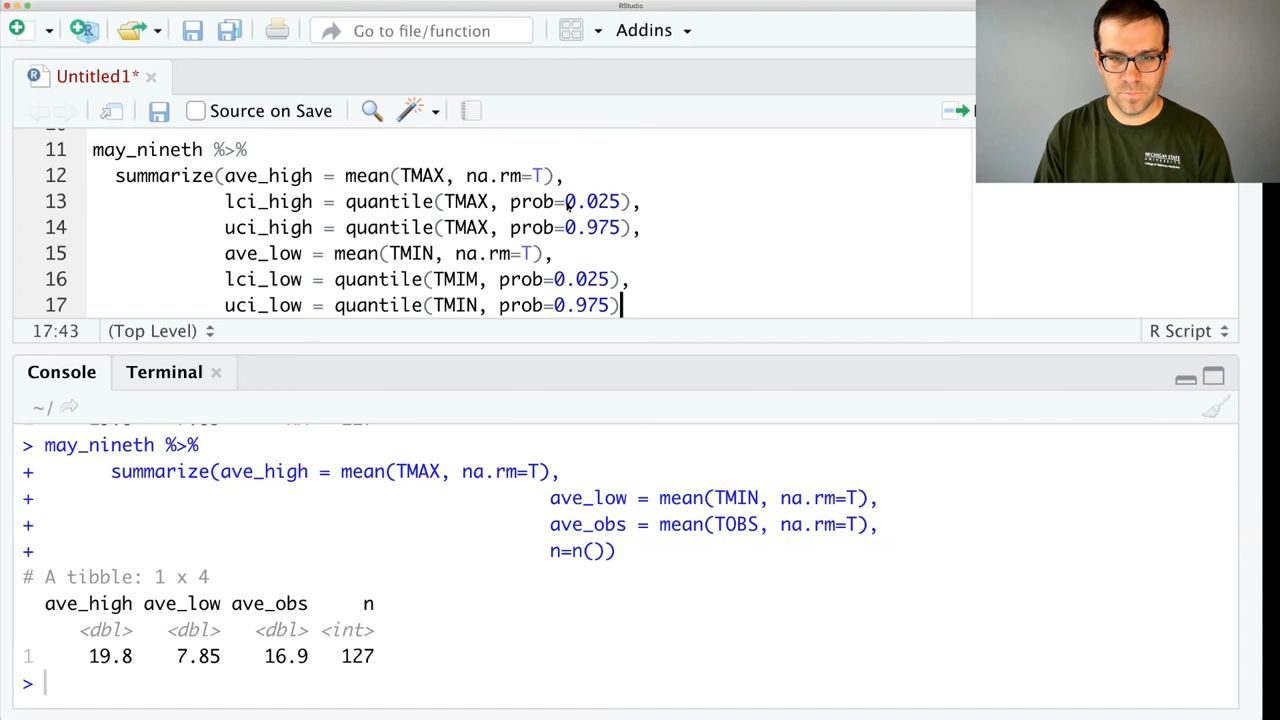 RStudio
Go to file/function
Addins
Untitled1*
Source on Save
11 may_nineth %>%
12 summarize(ave_high = mean(TMAX, na.rm=T),
13 lci_high = quantile(TMAX, prob=0.025),
14 uci_high = quantile(TMAX, prob=0.975),
15 ave_low = mean(TMIN, na.rm=T),
16 lci_low = quantile(TMIM, prob=0.025),
17 uci_low = quantile(TMIN, prob=0.975)
17:43 (Top Level) R Script
Console Terminal
~/
> may_nineth %>%
+ summarize(ave_high = mean(TMAX, na.rm=T),
+ ave_low = mean(TMIN, na.rm=T),
+ ave_obs = mean(TOBS, na.rm=T),
+ n=n())
# A tibble: 1 x 4
ave_high ave_low ave_obs n
<dbl> <dbl> <dbl> <int>
1 19.8 7.85 16.9 127
>
MICHIGAN STATE
UNIVERSITY